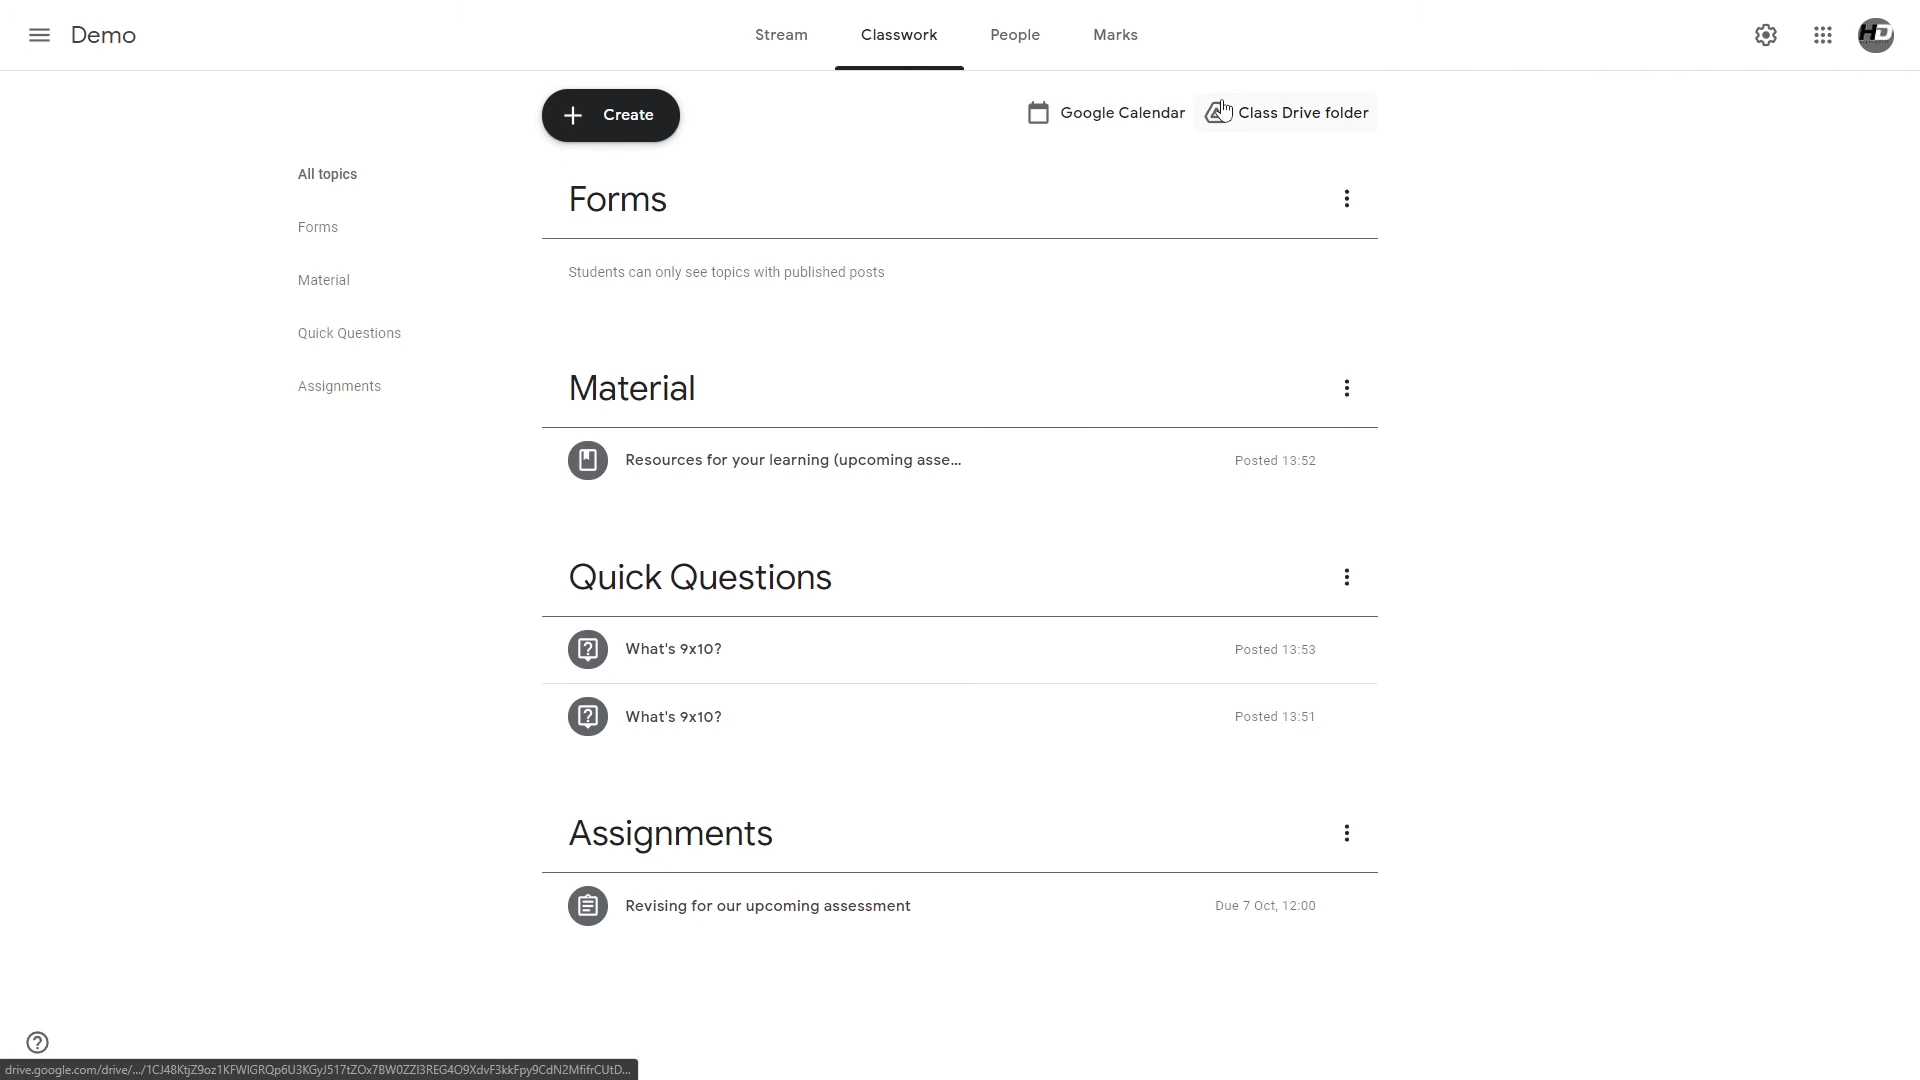 Demo
Stream
Classwork
People
Marks
HD
Create
Google Calendar
Class Drive folder
All topics
Forms
Material
Quick Questions
Assignments
Forms
Students can only see topics with published posts
Material
Resources for your learning (upcoming asse...
Posted 13:52
Quick Questions
What's 9x10?
Posted 13:53
What's 9x10?
Posted 13:51
Assignments
Revising for our upcoming assessment
Due 7 Oct, 12:00